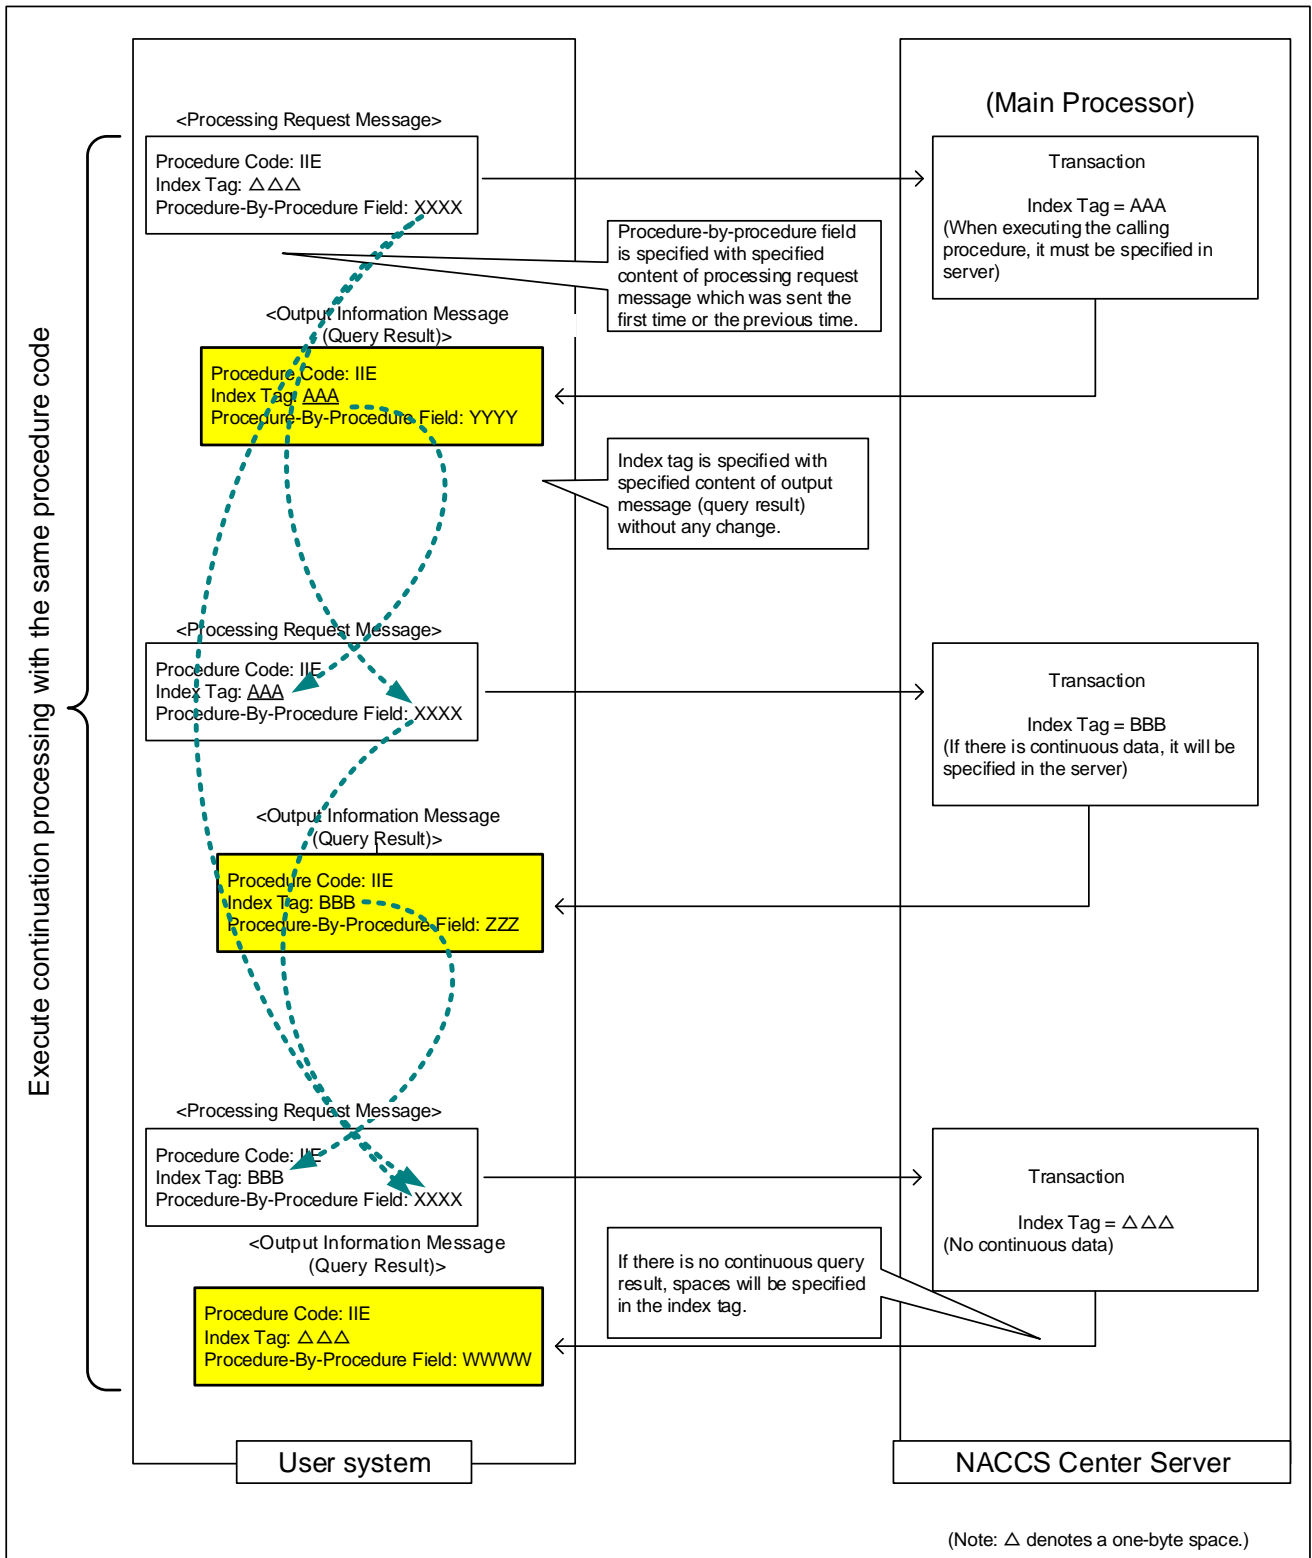 (Main Processor)
<Processing Request Message>
Procedure Code: IIE
Index Tag: △△△
Procedure-By-Procedure Field: XXXX
Transaction
Index Tag = AAA
(When executing the calling
procedure, it must be specified in
server)
Procedure-by-procedure field
is specified with specified
content of processing request
message which was sent the
first time or the previous time.
<Output Information Message
(Query Result)>
Procedure Code: IIE
Index Tag: AAA
Procedure-By-Procedure Field: YYYY
Index tag is specified with
specified content of output
message (query result)
without any change.
Execute continuation processing with the same procedure code
<Processing Request Message>
Procedure Code: IIE
Index Tag: AAA
Procedure-By-Procedure Field: XXXX
Transaction
Index Tag = BBB
(If there is continuous data, it will be
specified in the server)
<Output Information Message
(Query Result)>
Procedure Code: IIE
Index Tag: BBB
Procedure-By-Procedure Field: ZZZ
<Processing Request Message>
Procedure Code: IIE
Index Tag: BBB
Procedure-By-Procedure Field: XXXX
Transaction
Index Tag = △△△
(No continuous data)
<Output Information Message
(Query Result)>
If there is no continuous query
result, spaces will be specified
in the index tag.
Procedure Code: IIE
Index Tag: △△△
Procedure-By-Procedure Field: WWWW
User system
NACCS Center Server
(Note: △ denotes a one-byte space.)